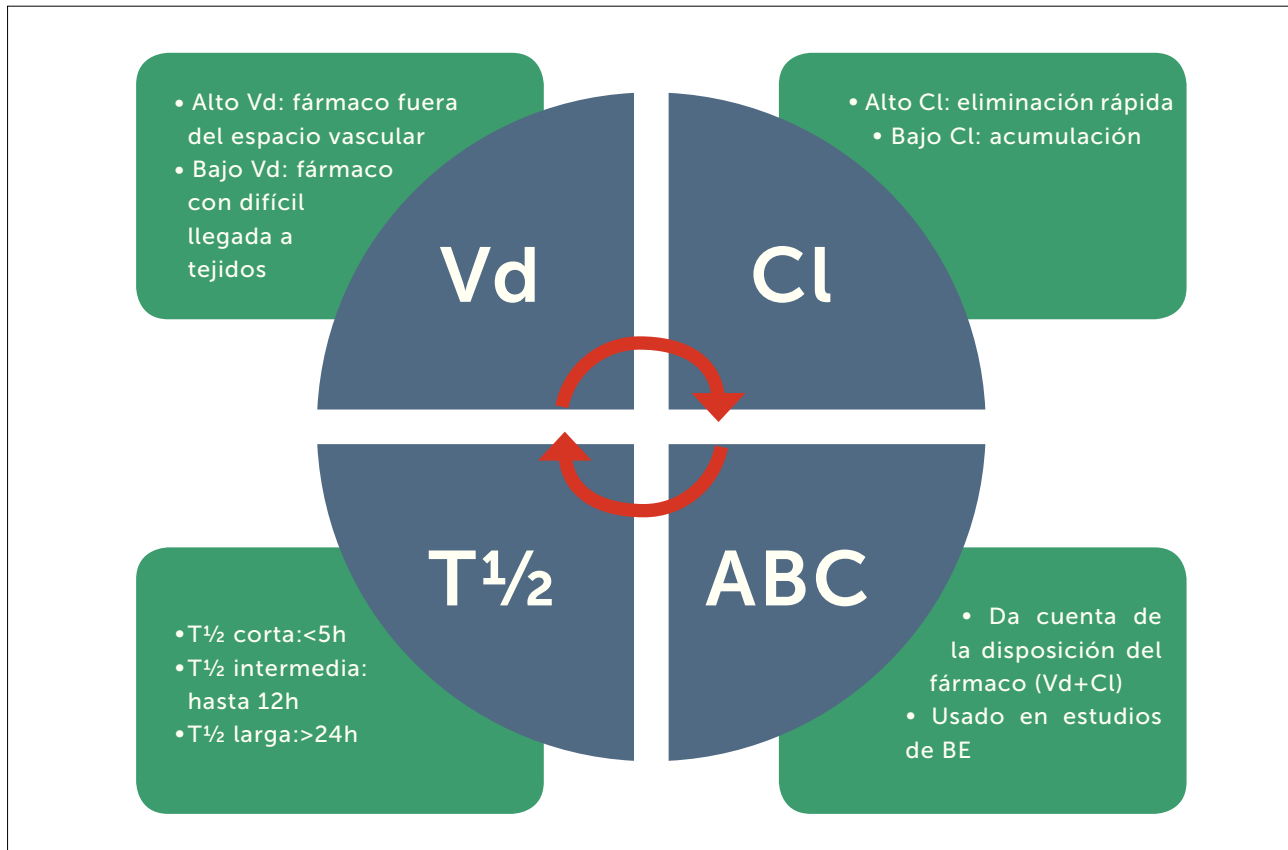 • Alto Vd: fármaco fuera
del espacio vascular
• Bajo Vd: fármaco
con difícil
llegada a
tejidos
Vd
• Alto Cl: eliminación rápida
• Bajo Cl: acumulación
Cl
T½
•T½ corta:<5h
•T½ intermedia:
hasta 12h
•T½ larga:>24h
ABC
• Da cuenta de
la disposición del
fármaco (Vd+Cl)
• Usado en estudios
de BE